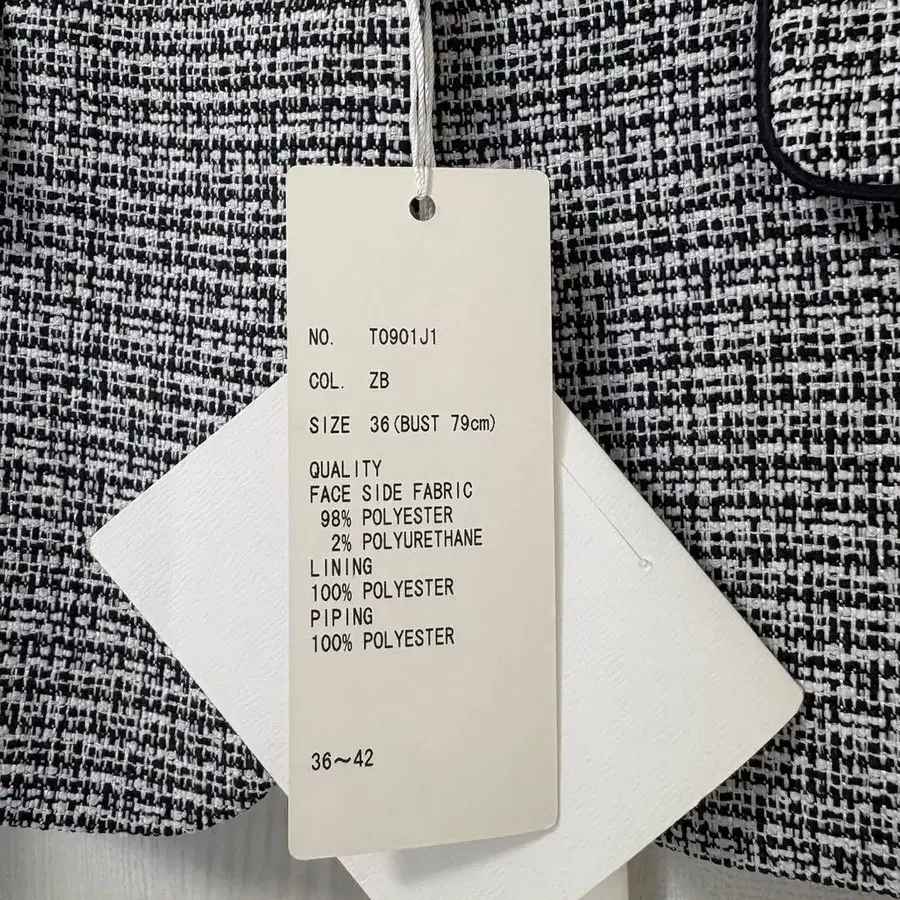 NO. T0901J1
COL. ZB
SIZE 36(BUST 79cm)
QUALITY
FACE SIDE FABRIC
98% POLYESTER
2% POLYURETHANE
LINING
100% POLYESTER
PIPING
100% POLYESTER
36～42